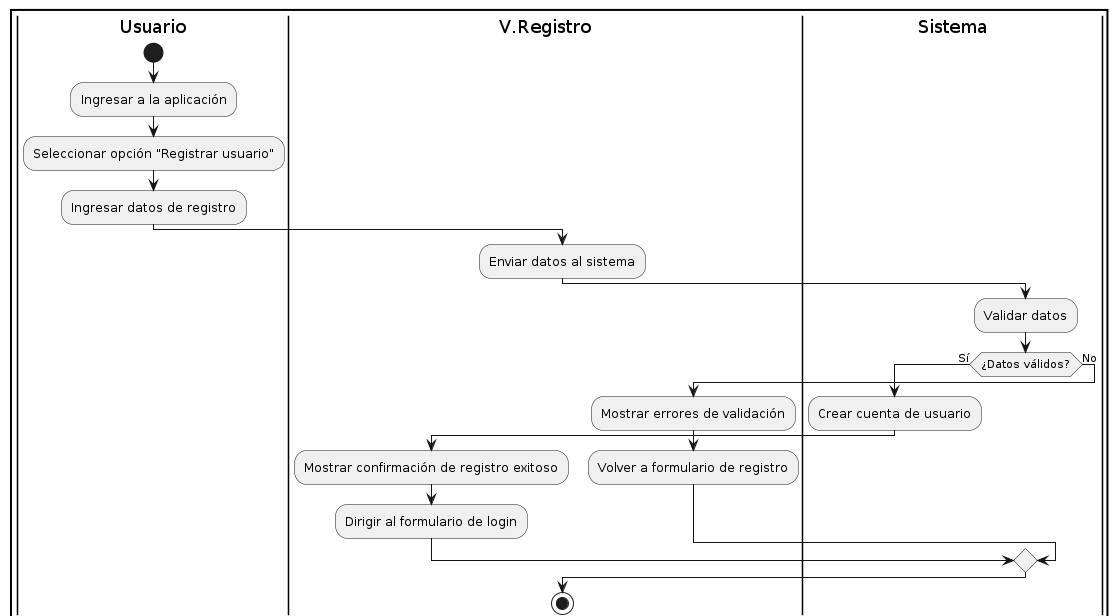 Usuario
V.Registro
Sistema
Ingresar a la aplicación
Seleccionar opción "Registrar usuario"
Ingresar datos de registro
Enviar datos al sistema
Validar datos
Sí
¿Datos válidos?
No
Mostrar errores de validación
Crear cuenta de usuario
Mostrar confirmación de registro exitoso
Volver a formulario de registro
Dirigir al formulario de login